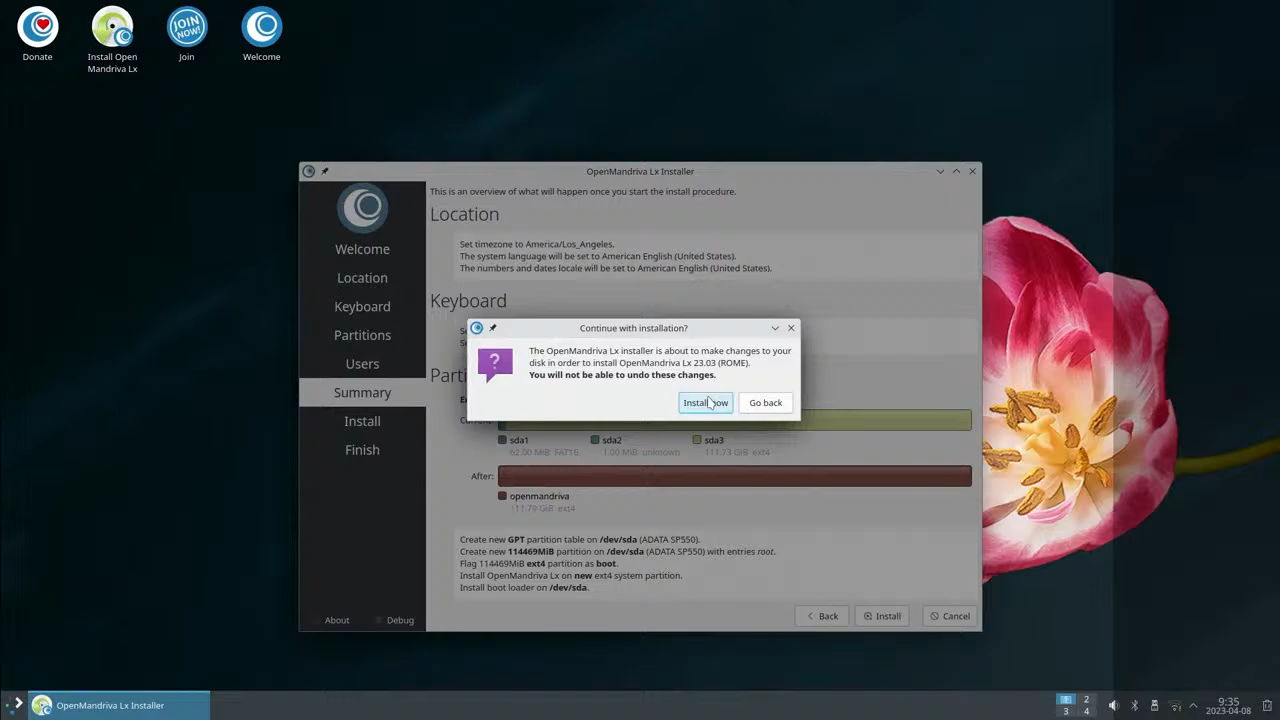 Donate
Install Open
Mandriva Lx
JOIN
NOW!
Join
Welcome
OpenMandriva Lx Installer
Welcome
Location
Keyboard
Partitions
Users
Summary
Install
Finish
About
Debug
This is an overview of what will happen once you start the install procedure.
Location
Set timezone to America/Los_Angeles.
The system language will be set to American English (United States).
The numbers and dates locale will be set to American English (United States).
Keyboard
Continue with installation?
?
The OpenMandriva Lx installer is about to make changes to your
disk in order to install OpenMandriva Lx 23.03 (ROME).
You will not be able to undo these changes.
Install now
Go back
sda1
62.00 MiB FAT16
sda2
1.00 MiB unknown
sda3
111.73 GiB ext4
After:
openmandriva
111.79 GiB ext4
Create new GPT partition table on /dev/sda (ADATA SP550).
Create new 114469MiB partition on /dev/sda (ADATA SP550) with entries root.
Flag 114469MiB ext4 partition as boot.
Install OpenMandriva Lx on new ext4 system partition.
Install boot loader on /dev/sda.
Back
Install
Cancel
OpenMandriva Lx Installer
2
3 4
9:35
2023-04-08